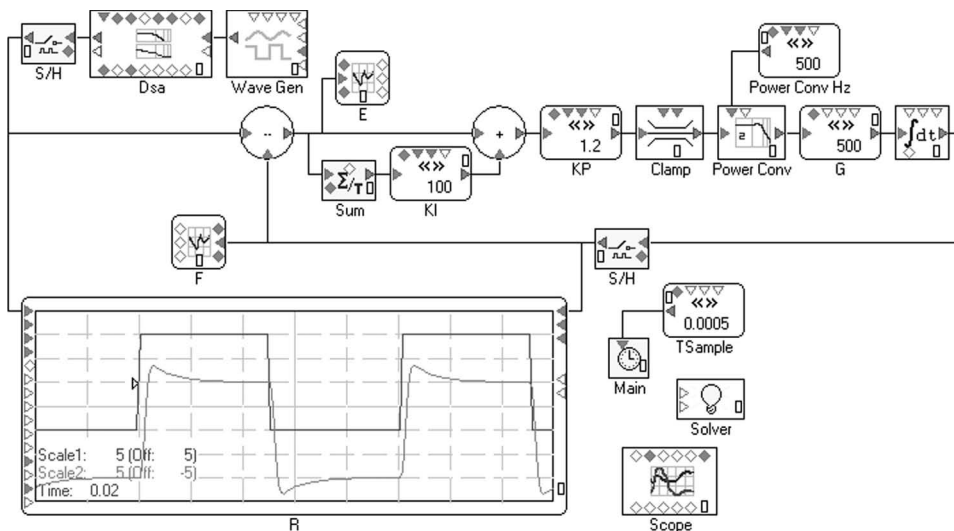 S/H
Dsa
Wave Gen
E
«»
500
Power Conv Hz
--
+
«»
1.2
KP
Clamp
2
Power Conv
«»
500
G
∫dt
Σ/T
Sum
«»
100
KI
F
S/H
«»
0.0005
TSample
Main
Solver
Scale1: 5 (Off: 5)
Scale2: 5 (Off: -5)
Time: 0.02
R
Scope